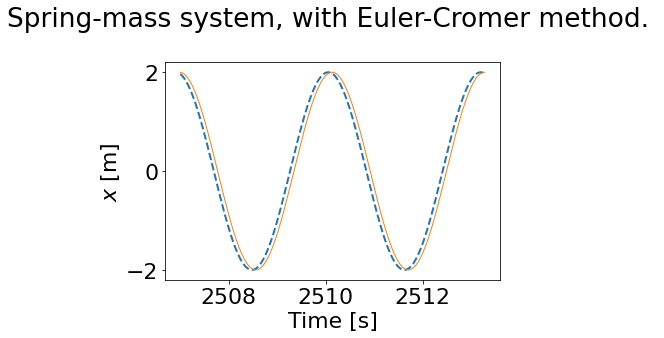 Spring-mass system, with Euler-Cromer method.
2
0
−2
x [m]
2508 2510 2512
Time [s]